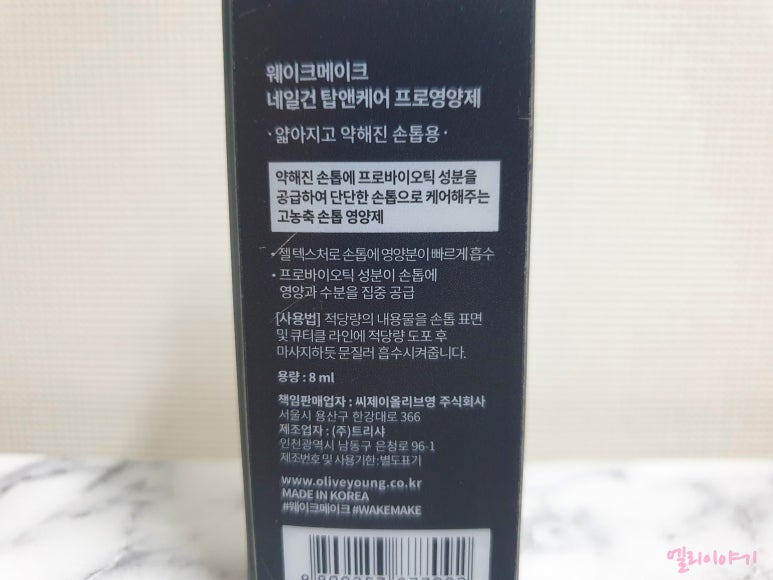 웨이크메이크
네일건 탑앤케어 프로영양제
·얇아지고 약해진 손톱용·
약해진 손톱에 프로바이오틱 성분을
공급하여 단단한 손톱으로 케어해주는
고농축 손톱 영양제
• 젤 텍스처로 손톱에 영양분이 빠르게 흡수
• 프로바이오틱 성분이 손톱에
영양과 수분을 집중 공급
[사용법] 적당량의 내용물을 손톱 표면
및 큐티클 라인에 적당량 도포 후
마사지하듯 문질러 흡수시켜줍니다.
용량 : 8 ml
책임판매업자 : 씨제이올리브영 주식회사
서울시 용산구 한강대로 366
제조업자 : (주)트리샤
인천광역시 남동구 은청로 96-1
제조번호 및 사용기한 : 별도표기
www.oliveyoung.co.kr
MADE IN KOREA
#웨이크메이크 #WAKEMAKE
엘리이야기